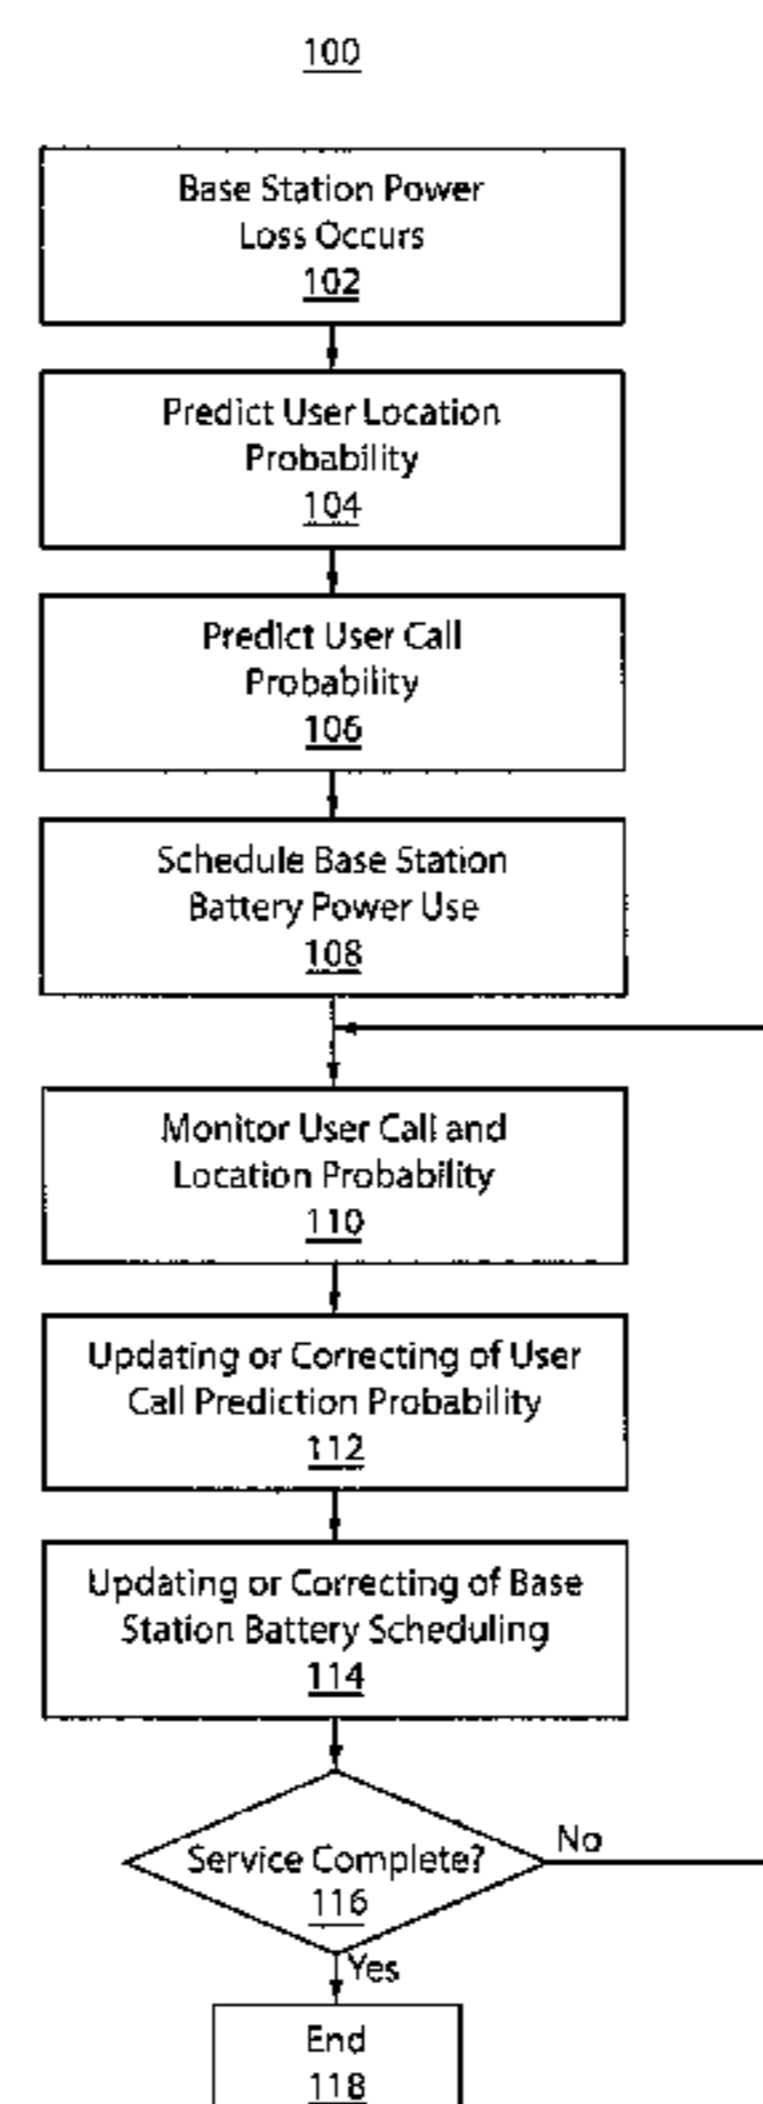 100
Base Station Power
Loss Occurs
102
Predict User Location
Probability
104
Predict User Call
Probability
106
Schedule Base Station
Battery Power Use
108
Monitor User Call and
Location Probability
110
Updating or Correcting of User
Call Prediction Probability
112
Updating or Correcting of Base
Station Battery Scheduling
114
Service Complete?
116
No
Yes
End
118